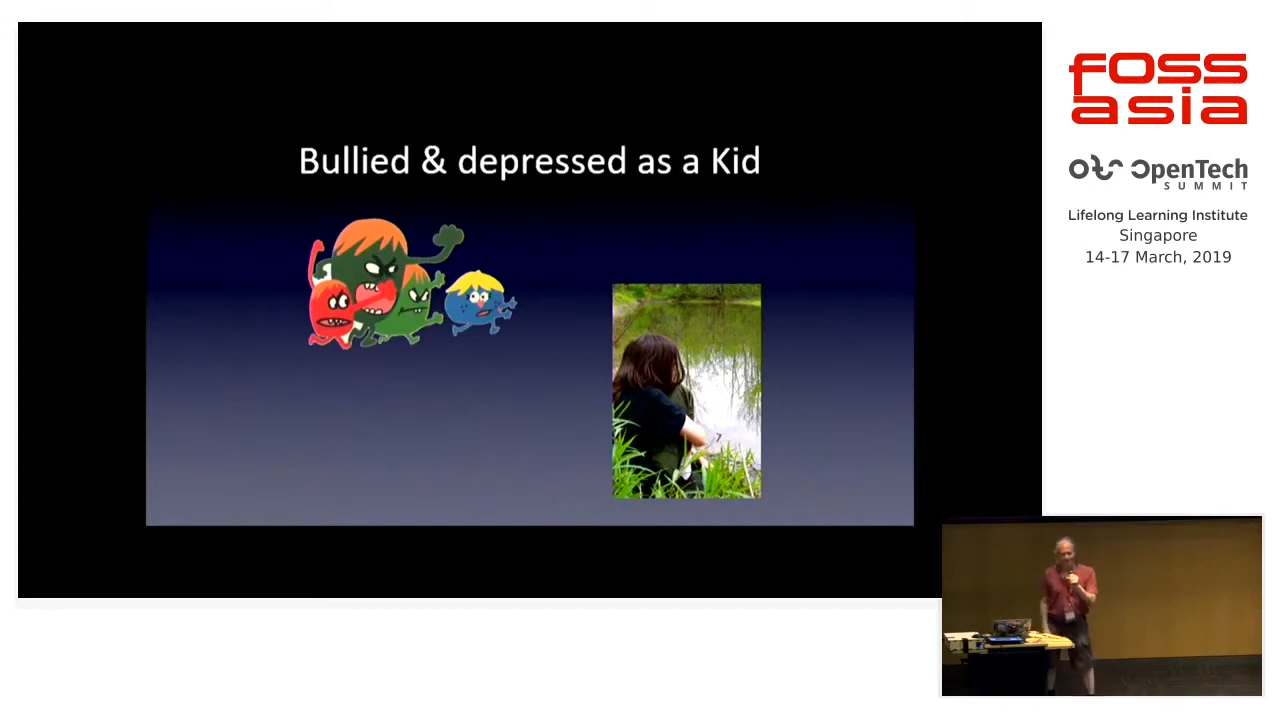 Bullied & depressed as a Kid
fOSS
asia
OpenTech
SUMMIT
Lifelong Learning Institute
Singapore
14-17 March, 2019